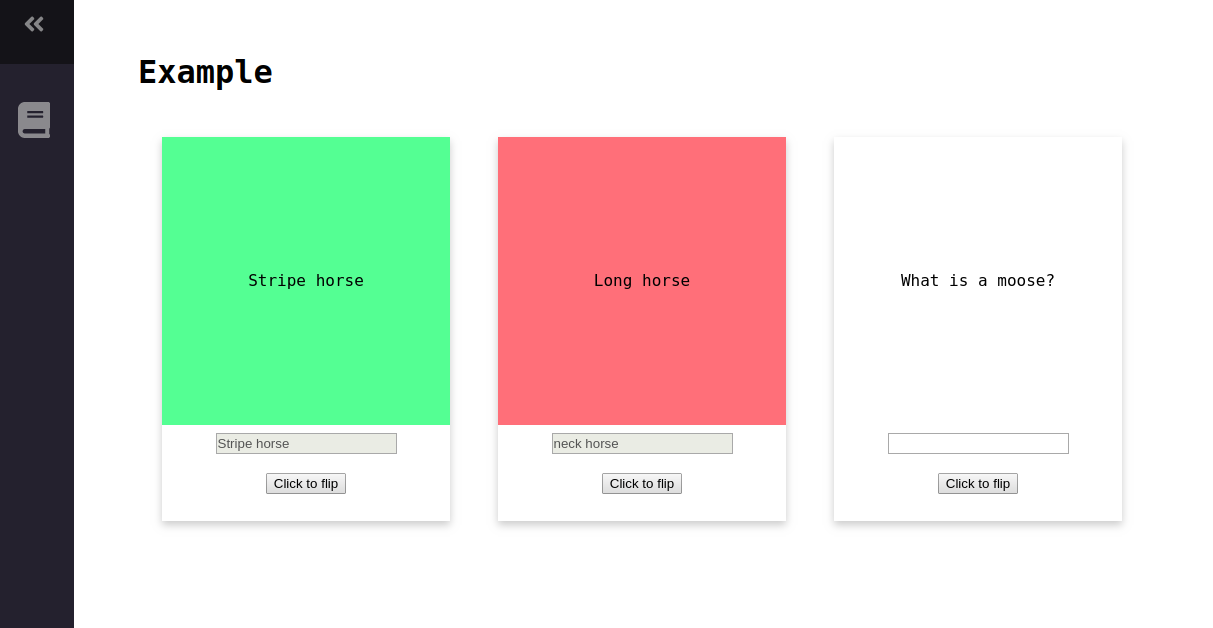 Example
Stripe horse
Long horse
What is a moose?
Stripe horse
neck horse
Click to flip
Click to flip
Click to flip